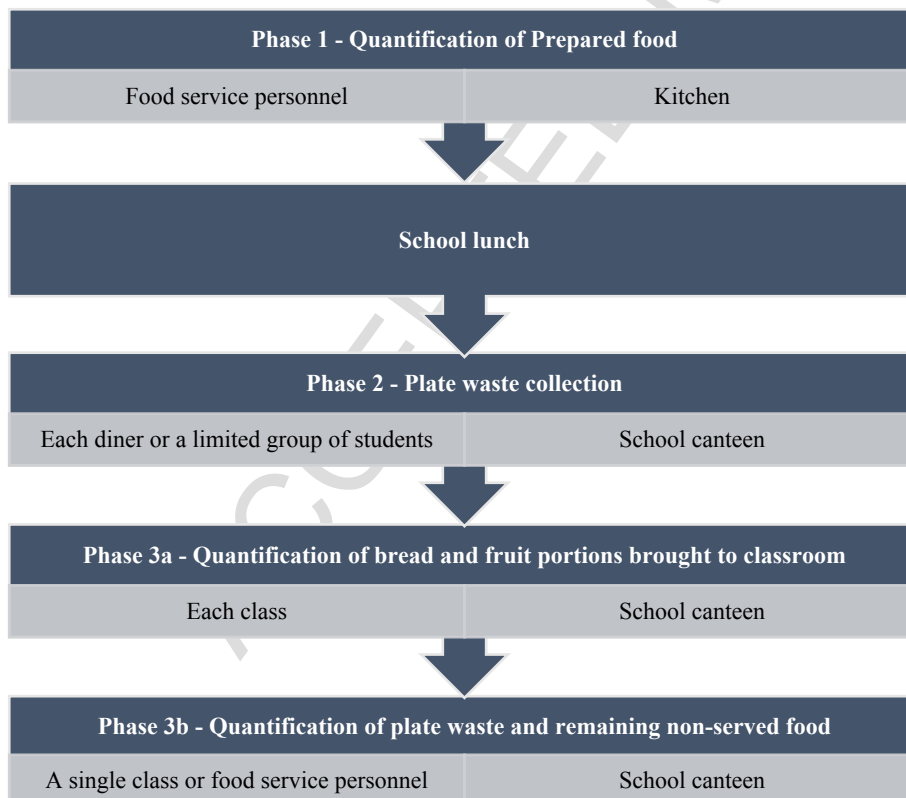 Phase 1 - Quantification of Prepared food
Food service personnel
Kitchen
School lunch
Phase 2 - Plate waste collection
Each diner or a limited group of students
School canteen
Phase 3a - Quantification of bread and fruit portions brought to classroom
Each class
School canteen
Phase 3b - Quantification of plate waste and remaining non-served food
A single class or food service personnel
School canteen